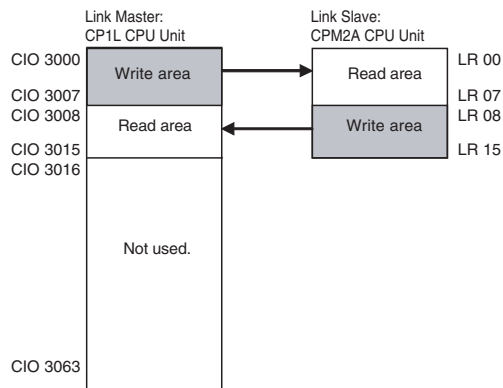 Link Master:
CP1L CPU Unit
Link Slave:
CPM2A CPU Unit
CIO 3000
Write area
Read area
LR 00
CIO 3007
LR 07
CIO 3008
Read area
Write area
LR 08
CIO 3015
LR 15
CIO 3016
Not used.
CIO 3063